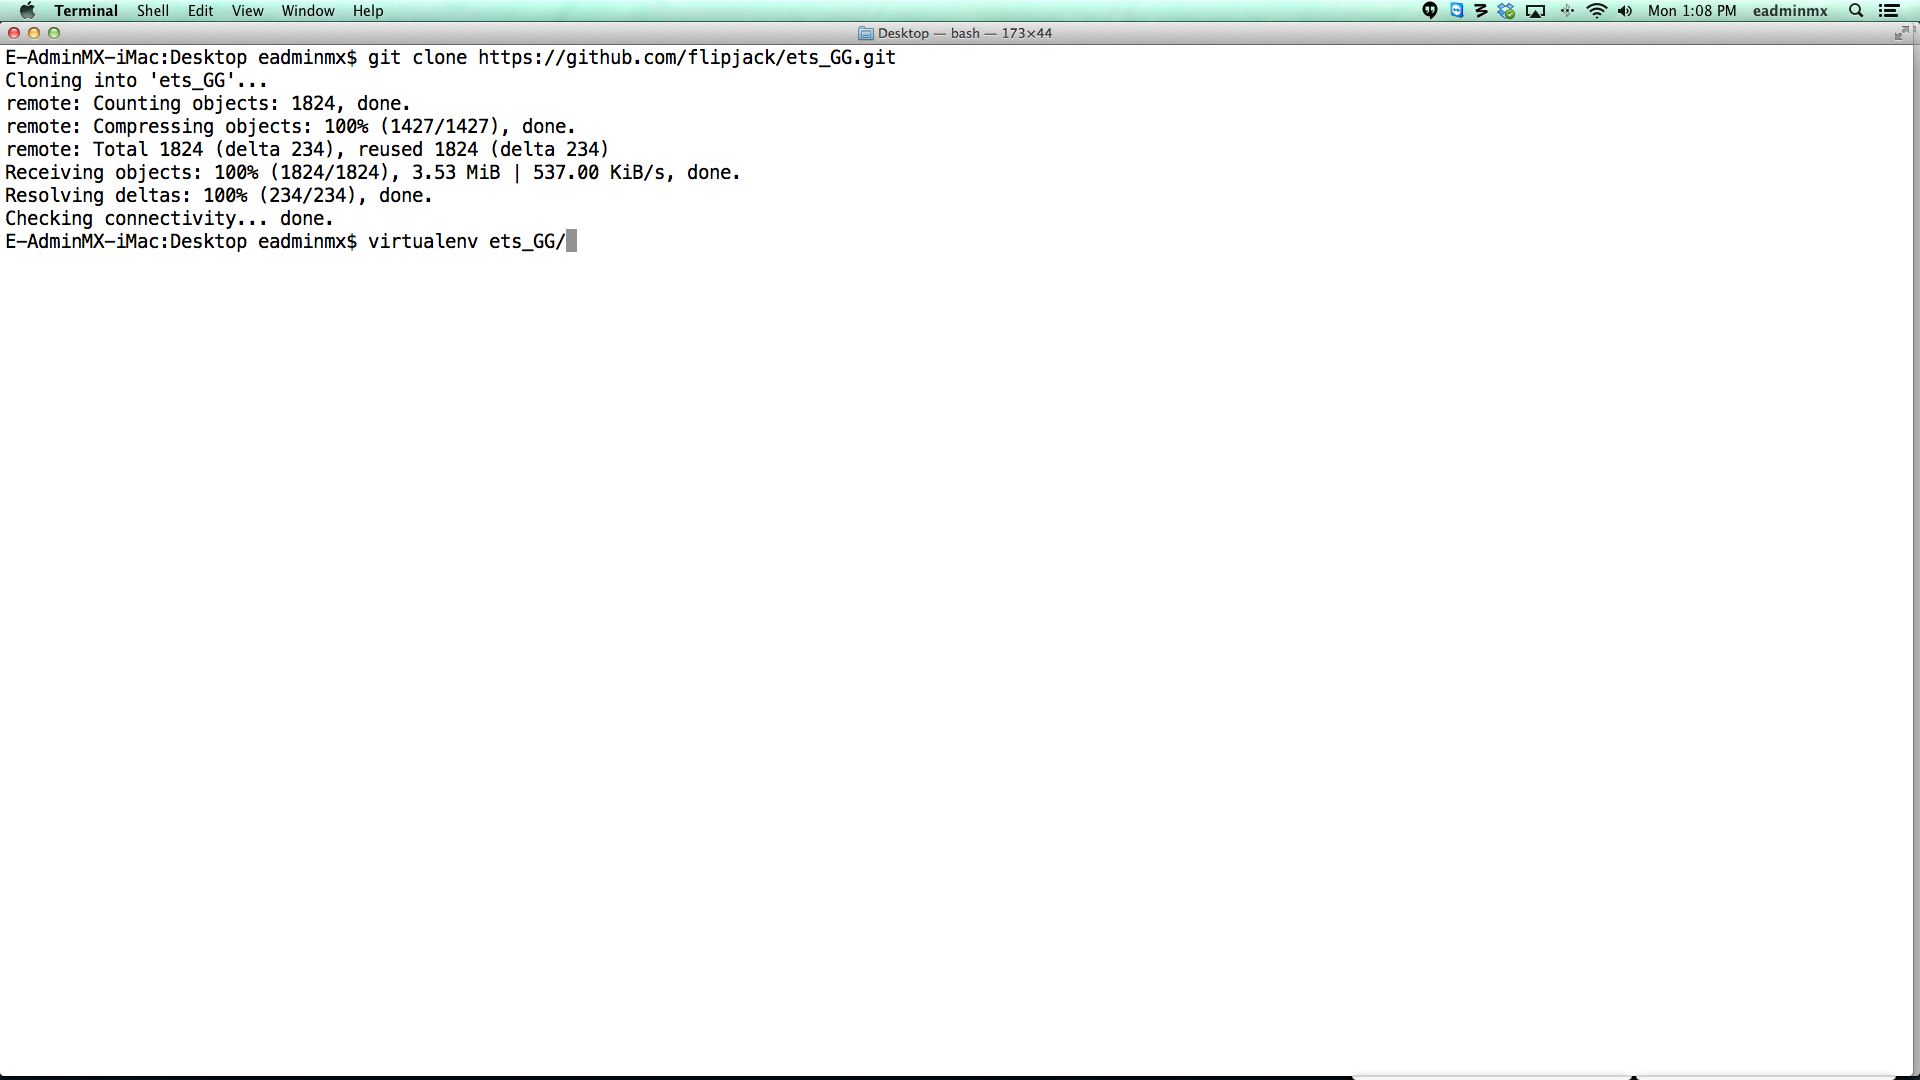 Terminal Shell Edit View Window Help Mon 1:08 PM eadminmx
Desktop — bash — 173×44
E-AdminMX-iMac:Desktop eadminmx$ git clone https://github.com/flipjack/ets_GG.git
Cloning into 'ets_GG'...
remote: Counting objects: 1824, done.
remote: Compressing objects: 100% (1427/1427), done.
remote: Total 1824 (delta 234), reused 1824 (delta 234)
Receiving objects: 100% (1824/1824), 3.53 MiB | 537.00 KiB/s, done.
Resolving deltas: 100% (234/234), done.
Checking connectivity... done.
E-AdminMX-iMac:Desktop eadminmx$ virtualenv ets_GG/